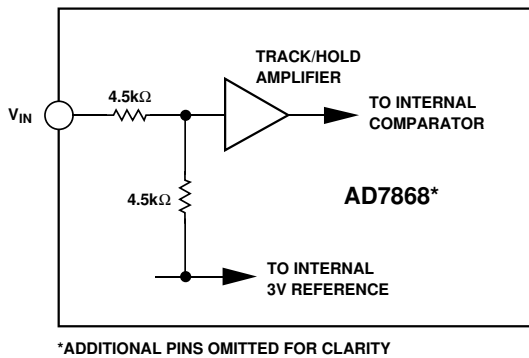 TRACK/HOLD
AMPLIFIER
4.5kΩ
V_IN
TO INTERNAL
COMPARATOR
4.5kΩ
AD7868*
TO INTERNAL
3V REFERENCE
*ADDITIONAL PINS OMITTED FOR CLARITY